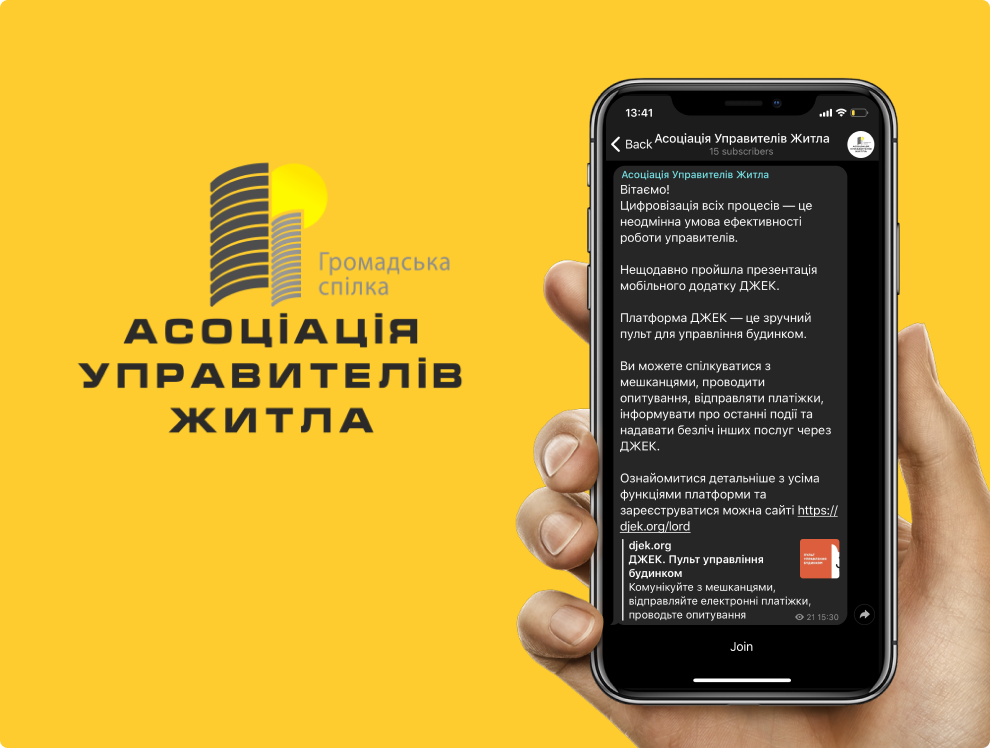 Громадська
спілка
АСОЦІАЦІЯ
УПРАВИТЕЛІВ
ЖИТЛА
13:41
Back
Асоціація Управителів Житла
15 subscribers
Асоціація Управителів Житла
Вітаємо!
Цифровізація всіх процесів — це
неодмінна умова ефективності
роботи управителів.
Нещодавно пройшла презентація
мобільного додатку ДЖЕК.
Платформа ДЖЕК — це зручний
пульт для управління будинком.
Ви можете спілкуватися з
мешканцями, проводити
опитування, відправляти платіжки,
інформувати про останні події та
надавати безліч інших послуг через
ДЖЕК.
Ознайомитися детальніше з усіма
функціями платформи та
зареєструватися можна сайті https://
djek.org/lord
djek.org
ДЖЕК. Пульт управління
будинком
Комунікуйте з мешканцями,
відправляйте електронні платіжки,
проводьте опитування
21 15:30
Join